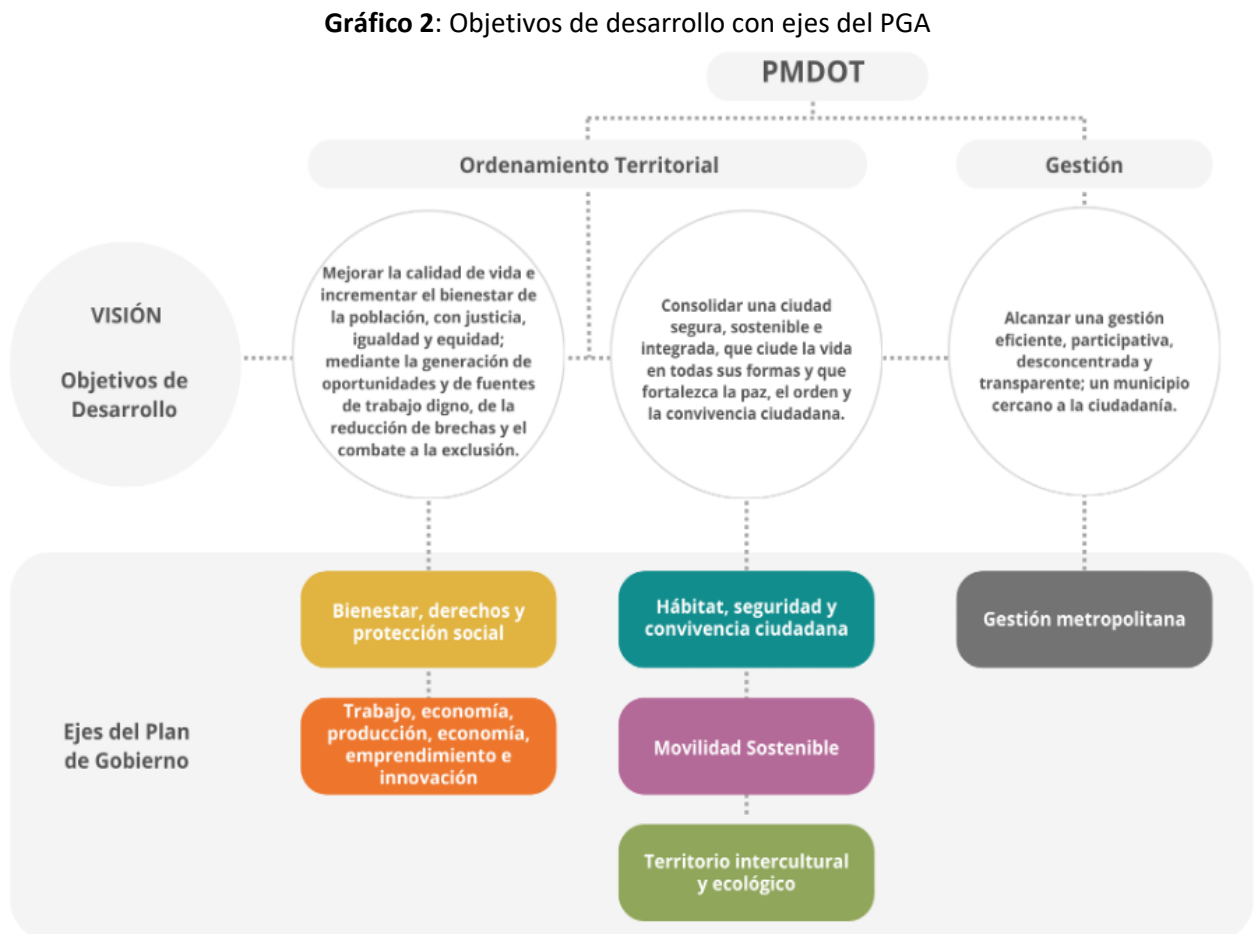 Gráfico 2: Objetivos de desarrollo con ejes del PGA
PMDOT
Ordenamiento Territorial
Gestión
VISIÓN
Objetivos de
Desarrollo
Mejorar la calidad de vida e
incrementar el bienestar de
la población, con justicia,
igualdad y equidad;
mediante la generación de
oportunidades y de fuentes
de trabajo digno, de la
reducción de brechas y el
combate a la exclusión.
Consolidar una ciudad
segura, sostenible e
integrada, que ciude la vida
en todas sus formas y que
fortalezca la paz, el orden y
la convivencia ciudadana.
Alcanzar una gestión
eficiente, participativa,
desconcentrada y
transparente; un municipio
cercano a la ciudadanía.
Ejes del Plan
de Gobierno
Bienestar, derechos y
protección social
Trabajo, economía,
producción, economía,
emprendimiento e
innovación
Hábitat, seguridad y
convivencia ciudadana
Movilidad Sostenible
Territorio intercultural
y ecológico
Gestión metropolitana